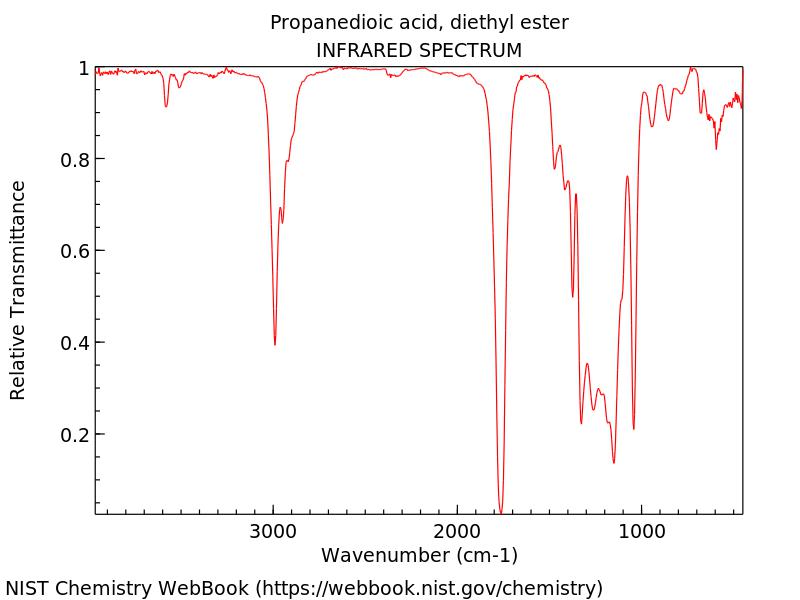 Propanedioic acid, diethyl ester
INFRARED SPECTRUM
1
0.8
0.6
0.4
0.2
Relative Transmittance
3000 2000 1000
Wavenumber (cm-1)
NIST Chemistry WebBook (https://webbook.nist.gov/chemistry)